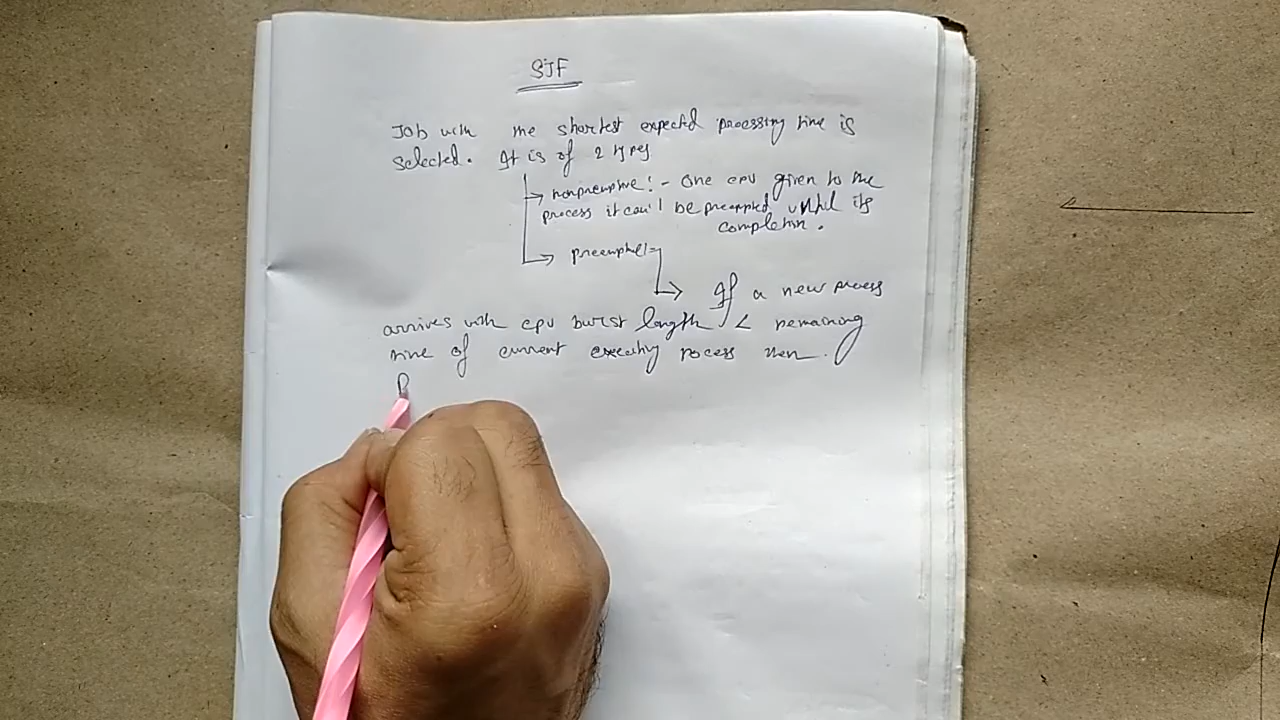 SJF
Job with the shortest expected processing time is
selected. It is of 2 types
→ nonpreemptive! - One cpu given to the
process it can't be preempted until its
completion.
→ preemptive! -
→ If a new process
arrives with cpu burst length < remaining
time of current executing process then.
P